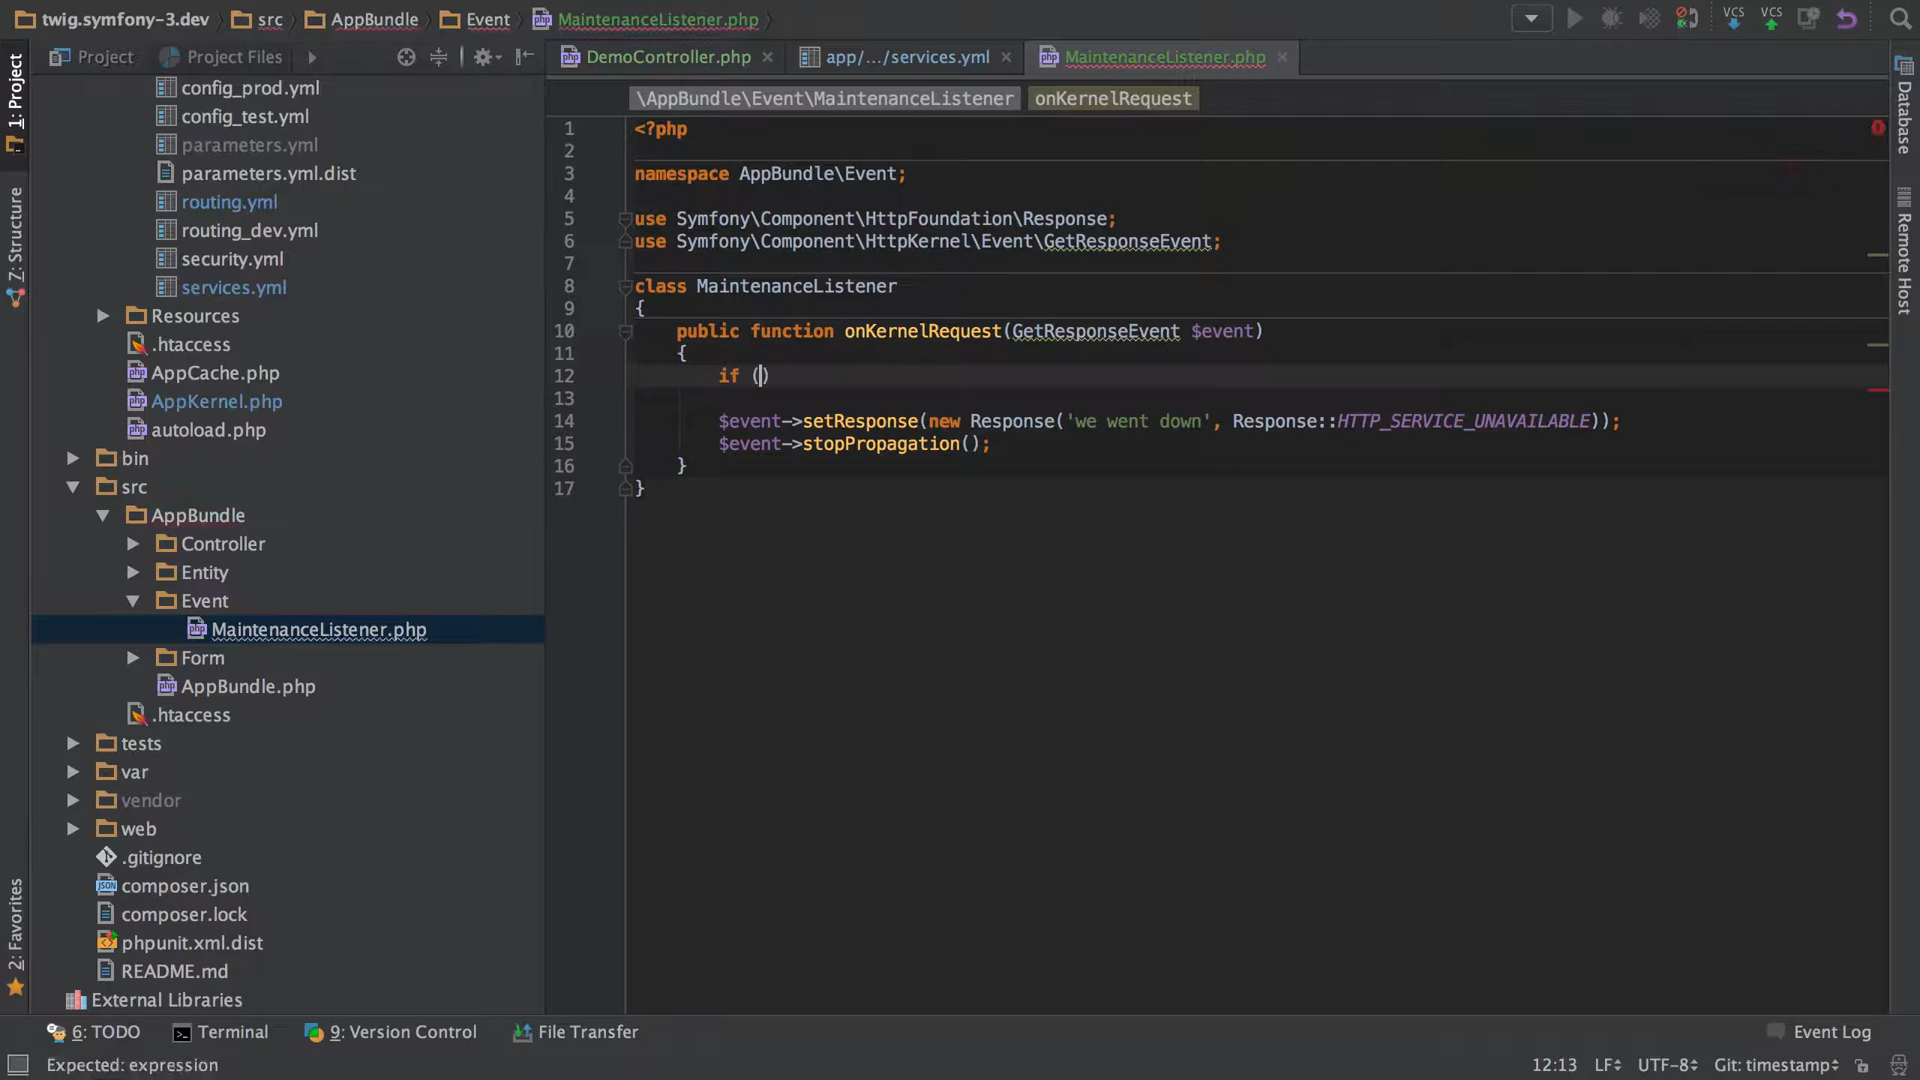 twig.symfony-3.dev src AppBundle Event MaintenanceListener.php
Project Project Files
DemoController.php app/.../services.yml MaintenanceListener.php
\AppBundle\Event\MaintenanceListener onKernelRequest
1: Project
Z: Structure
2: Favorites
config_prod.yml
config_test.yml
parameters.yml
parameters.yml.dist
routing.yml
routing_dev.yml
security.yml
services.yml
Resources
.htaccess
AppCache.php
AppKernel.php
autoload.php
bin
src
AppBundle
Controller
Entity
Event
MaintenanceListener.php
Form
AppBundle.php
.htaccess
tests
var
vendor
web
.gitignore
composer.json
composer.lock
phpunit.xml.dist
README.md
External Libraries
1 <?php
2
3 namespace AppBundle\Event;
4
5 use Symfony\Component\HttpFoundation\Response;
6 use Symfony\Component\HttpKernel\Event\GetResponseEvent;
7
8 class MaintenanceListener
9 {
10 public function onKernelRequest(GetResponseEvent $event)
11 {
12 if ()
13
14 $event->setResponse(new Response('we went down', Response::HTTP_SERVICE_UNAVAILABLE));
15 $event->stopPropagation();
16 }
17 }
VCS VCS
Database
Remote Host
6: TODO Terminal 9: Version Control File Transfer Event Log
Expected: expression 12:13 LF UTF-8 Git: timestamp